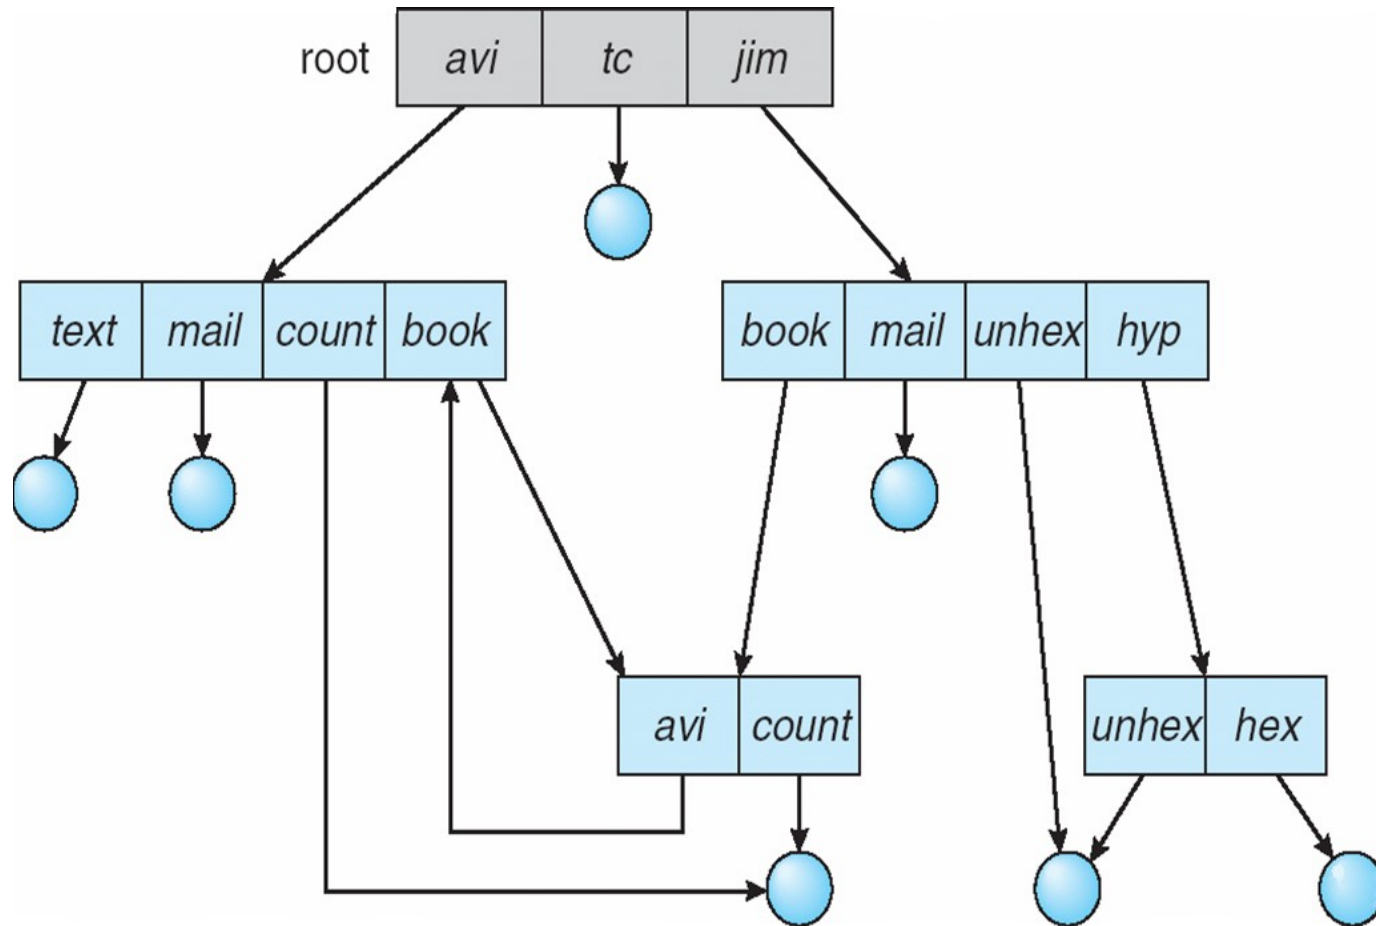 root avi tc jim
text mail count book
book mail unhex hyp
avi count
unhex hex